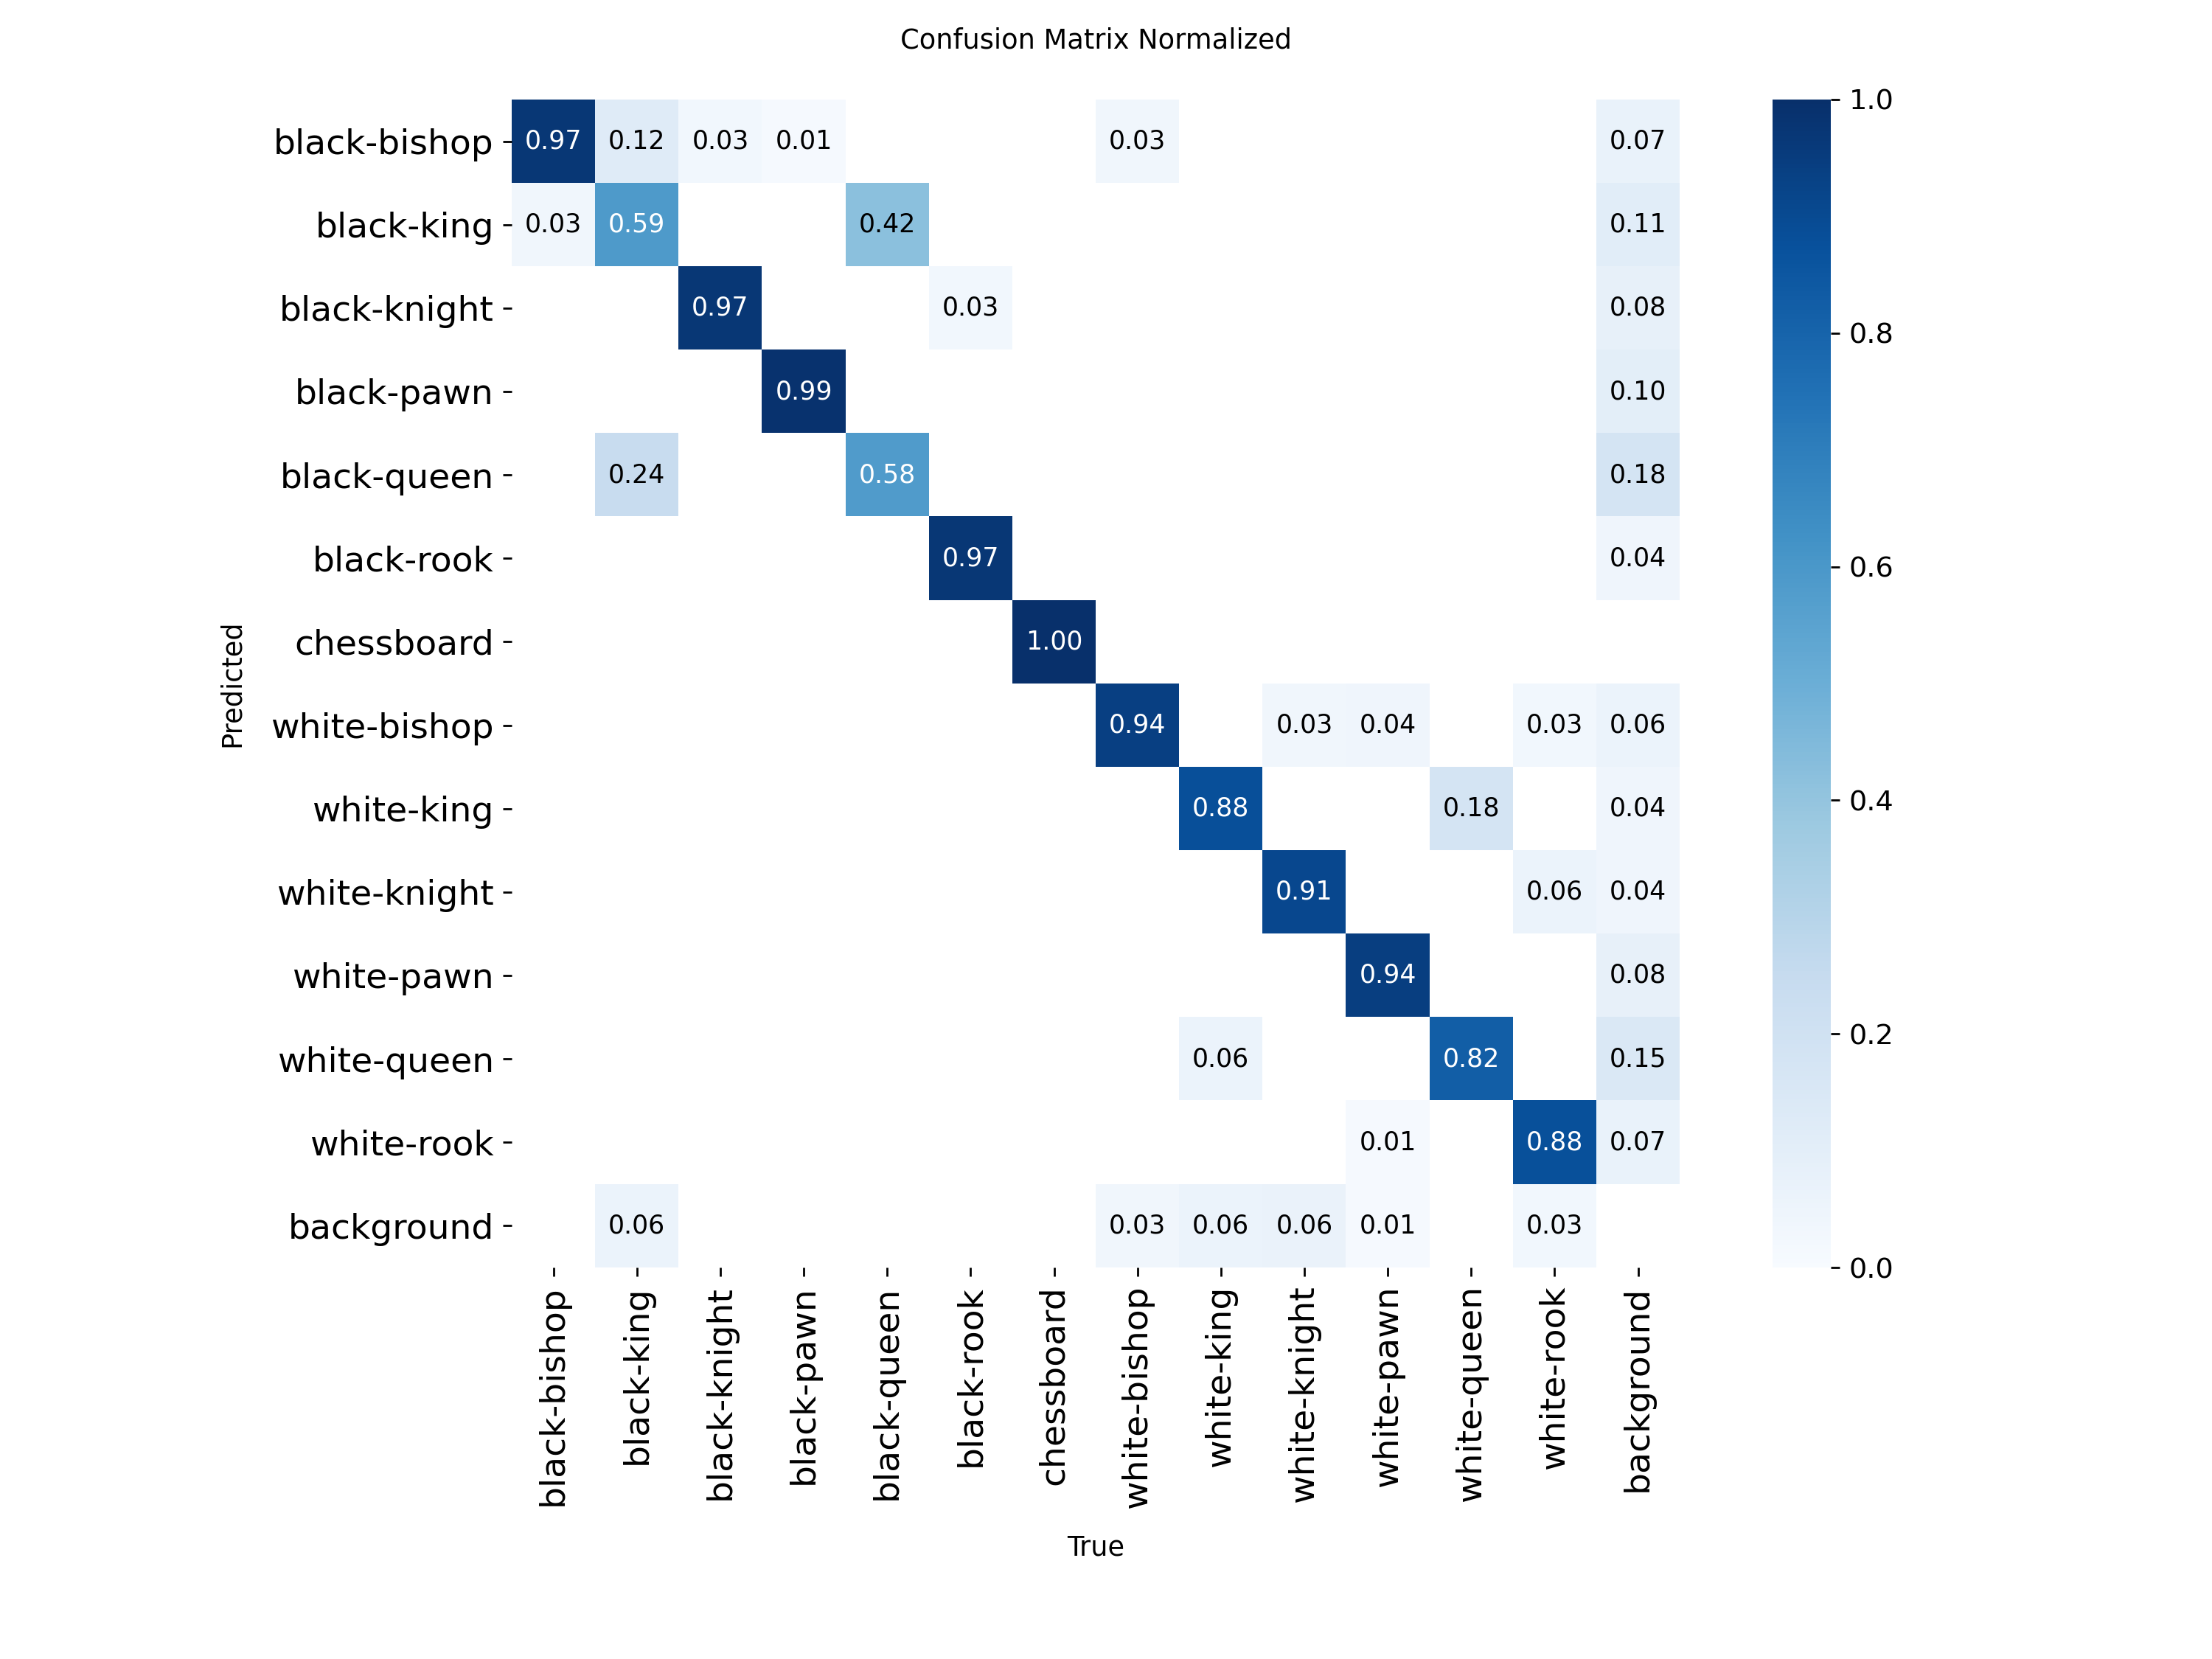 Confusion Matrix Normalized
black-bishop 0.97 0.12 0.03 0.01 0.03 0.07
black-king 0.03 0.59 0.42 0.11
black-knight 0.97 0.03 0.08
black-pawn 0.99 0.10
black-queen 0.24 0.58 0.18
black-rook 0.97 0.04
chessboard 1.00
white-bishop 0.94 0.03 0.04 0.03 0.06
white-king 0.88 0.18 0.04
white-knight 0.91 0.06 0.04
white-pawn 0.94 0.08
white-queen 0.06 0.82 0.15
white-rook 0.01 0.88 0.07
background 0.06 0.03 0.06 0.06 0.01 0.03
Predicted
black-bishop
black-king
black-knight
black-pawn
black-queen
black-rook
chessboard
white-bishop
white-king
white-knight
white-pawn
white-queen
white-rook
background
True
1.0
0.8
0.6
0.4
0.2
0.0